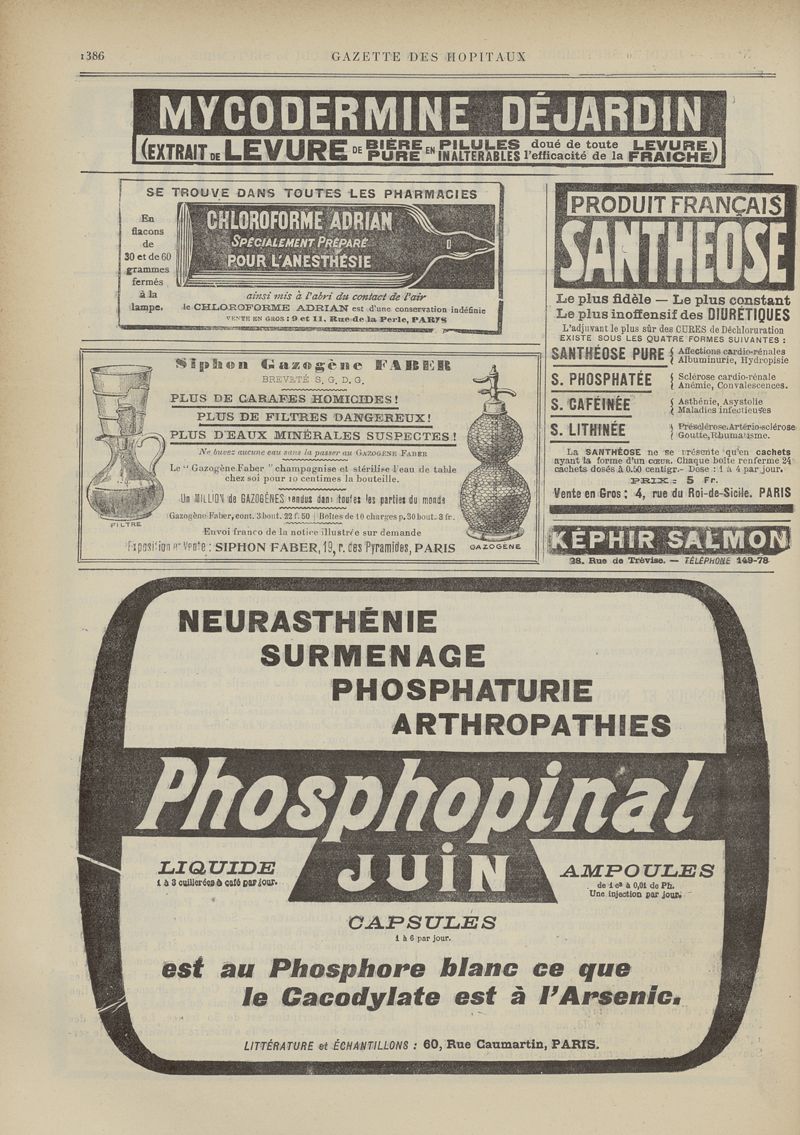 1386
GAZETTE DES HOPITAUX
MYCODERMINE DÉJARDIN
(EXTRAIT DE LEVURE DE BIÈRE PURE EN PILULES INALTÉRABLES doué de toute l'efficacité de la LEVURE FRAICHE)
SE TROUVE DANS TOUTES LES PHARMACIES
En
flacons
de
30 et de 60
grammes
fermés
à la
lampe.
CHLOROFORME ADRIAN
SPÉCIALEMENT PRÉPARÉ
POUR L'ANESTHÉSIE
ainsi mis à l'abri du contact de l'air
le CHLOROFORME ADRIAN est d'une conservation indéfinie
VENTE EN GROS : 9 et 11, Rue de la Perle, PARIS
Siphon Gazogène FABER
BREVETÉ S. G. D. G.
PLUS DE CARAFES HOMICIDES!
PLUS DE FILTRES DANGEREUX!
PLUS D'EAUX MINÉRALES SUSPECTES!
Ne buvez aucune eau sans la passer au GAZOGENE FABER
Le "Gazogène Faber" champagnise et stérilise l'eau de table
chez soi pour 10 centimes la bouteille.
Un MILLION de GAZOGÈNES vendus dans toutes les parties du monde
Gazogène Faber, cont. 3 bout. 22 f. 50 | Boîtes de 10 charges p. 30 bout. 3 fr.
Envoi franco de la notice illustrée sur demande
Exposition et Vente : SIPHON FABER, 19, r. des Pyramides, PARIS
FILTRE
GAZOGÈNE
PRODUIT FRANÇAIS
SANTHEOSE
Le plus fidèle — Le plus constant
Le plus inoffensif des DIURÉTIQUES
L'adjuvant le plus sûr des CURES de Déchloruration
EXISTE SOUS LES QUATRE FORMES SUIVANTES :
SANTHÉOSE PURE { Affections cardio-rénales
Albuminurie, Hydropisie
S. PHOSPHATÉE { Sclérose cardio-rénale
Anémie, Convalescences.
S. CAFÉINÉE { Asthénie, Asystolie
Maladies infectieuses
S. LITHINÉE { Présclérose. Artério-sclérose
Goutte, Rhumatisme.
La SANTHÉOSE ne se présente qu'en cachets
ayant la forme d'un cœur. Chaque boîte renferme 24
cachets dosés à 0.50 centigr.- Dose : 1 à 4 par jour.
PRIX : 5 Fr.
Vente en Gros : 4, rue du Roi-de-Sicile. PARIS
KÉPHIR SALMON
28. Rue de Trévise. — TÉLÉPHONE 149-78
NEURASTHÉNIE
SURMENAGE
PHOSPHATURIE
ARTHROPATHIES
Phosphopinal
JUIN
LIQUIDE
1 à 3 cuillerées à café par jour.
AMPOULES
de 1 cᵌ à 0,01 de Ph.
Une injection par jour.
CAPSULES
1 à 6 par jour.
est au Phosphore blanc ce que
le Cacodylate est à l'Arsenic.
LITTÉRATURE et ÉCHANTILLONS : 60, Rue Caumartin, PARIS.